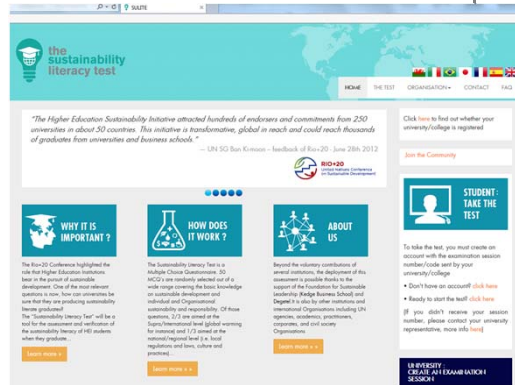 SULITE
the
sustainability
literacy test
HOME THE TEST ORGANISATION CONTACT FAQ
"The Higher Education Sustainability Initiative attracted hundreds of endorsers and commitments from 250
universities in about 50 countries. This initiative is transformative, global in reach and could reach thousands
of graduates from universities and business schools."
— UN SG Ban Ki-moon - feedback of Rio+20 - June 28th 2012
RIO+20
United Nations Conference
on Sustainable Development
Click here to find out whether your
university/college is registered
Join the Community
WHY IT IS
IMPORTANT ?
The Rio+20 Conference highlighted the
role that Higher Education Institutions
bear in the pursuit of sustainable
development. One of the most relevant
questions is now, how can universities be
sure that they are producing sustainability
literate graduates?
The "Sustainability Literacy Test" will be a
tool for the assessment and verification of
the sustainability literacy of HEI students
when they graduate...
Learn more » »
HOW DOES
IT WORK ?
The Sustainability Literacy Test is a
Multiple Choice Questionnaire. 50
MCQ's are randomly selected out of a
wide range covering the basic knowledge
on sustainable development and
individual and Organisational
sustainability and responsibility. Of those
questions, 2/3 are aimed at the
Supra/International level (global warming
for instance) and 1/3 aimed at the
national/regional level (i.e. local
regulations and laws, culture and
practices)...
Learn more » »
ABOUT
US
Beyond the voluntary contributions of
several institutions, the deployment of this
assessment is possible thanks to the
support of the Foundation for Sustainable
Leadership (Kedge Business School) and
Degetel. It is also by other institutions and
international Organisations including UN
agencies, academics, practitioners,
corporates, and civil society
Organisations
Learn more » »
STUDENT :
TAKE THE
TEST
To take the test, you must create an
account with the examination session
number/code sent by your
university/college
• Don't have an account? click here
• Ready to start the test? click here
(If you didn't receive your session
number, please contact your university
representative, more info here)
UNIVERSITY :
CREATE AN EXAMINATION
SESSION